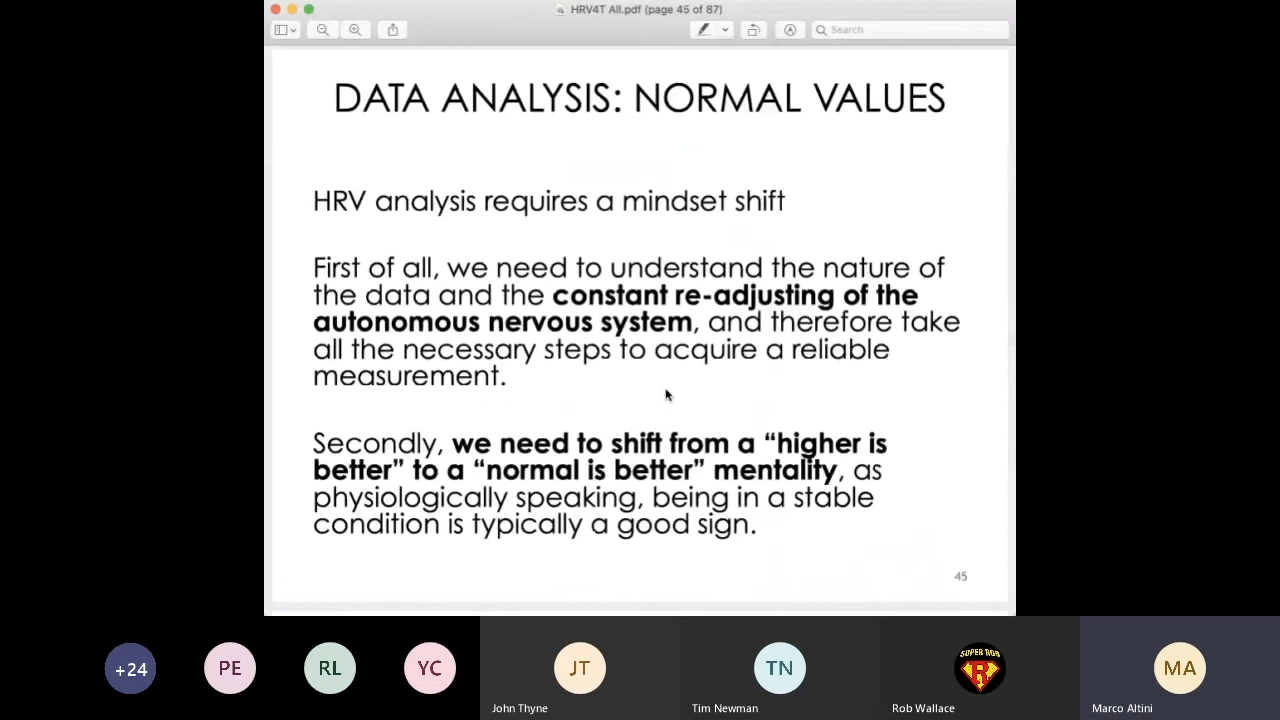 HRV4T All.pdf (page 45 of 87)
Search
DATA ANALYSIS: NORMAL VALUES
HRV analysis requires a mindset shift
First of all, we need to understand the nature of
the data and the constant re-adjusting of the
autonomous nervous system, and therefore take
all the necessary steps to acquire a reliable
measurement.
Secondly, we need to shift from a “higher is
better” to a “normal is better” mentality, as
physiologically speaking, being in a stable
condition is typically a good sign.
45
+24
PE
RL
YC
JT
TN
SUPER ROB
R
MA
John Thyne
Tim Newman
Rob Wallace
Marco Altini